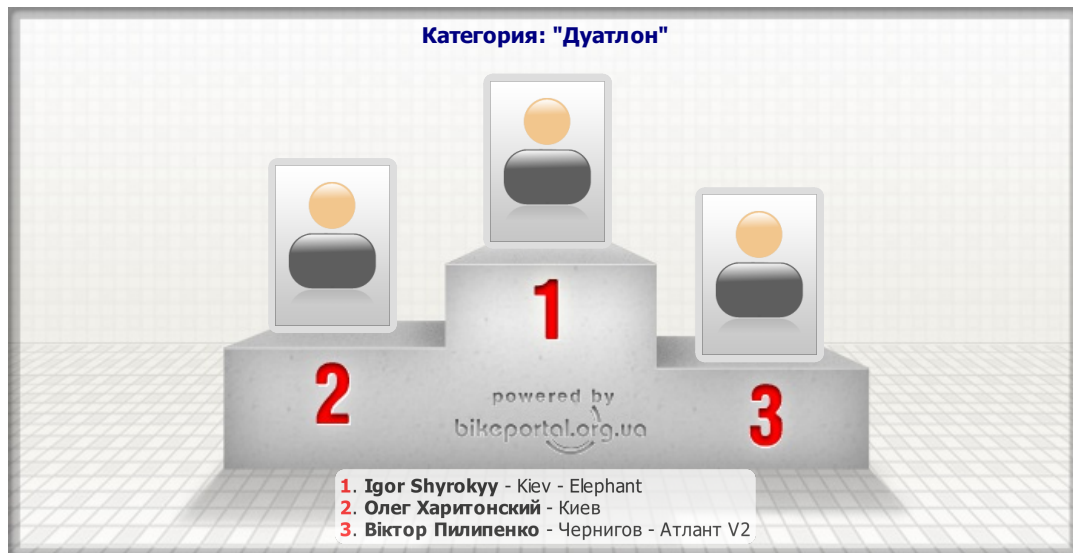 Категория: "Дуатлон"
1
2
3
powered by
bikeportal.org.ua
1. Igor Shyrokyy - Kiev - Elephant
2. Олег Харитонский - Киев
3. Віктор Пилипенко - Чернигов - Атлант V2